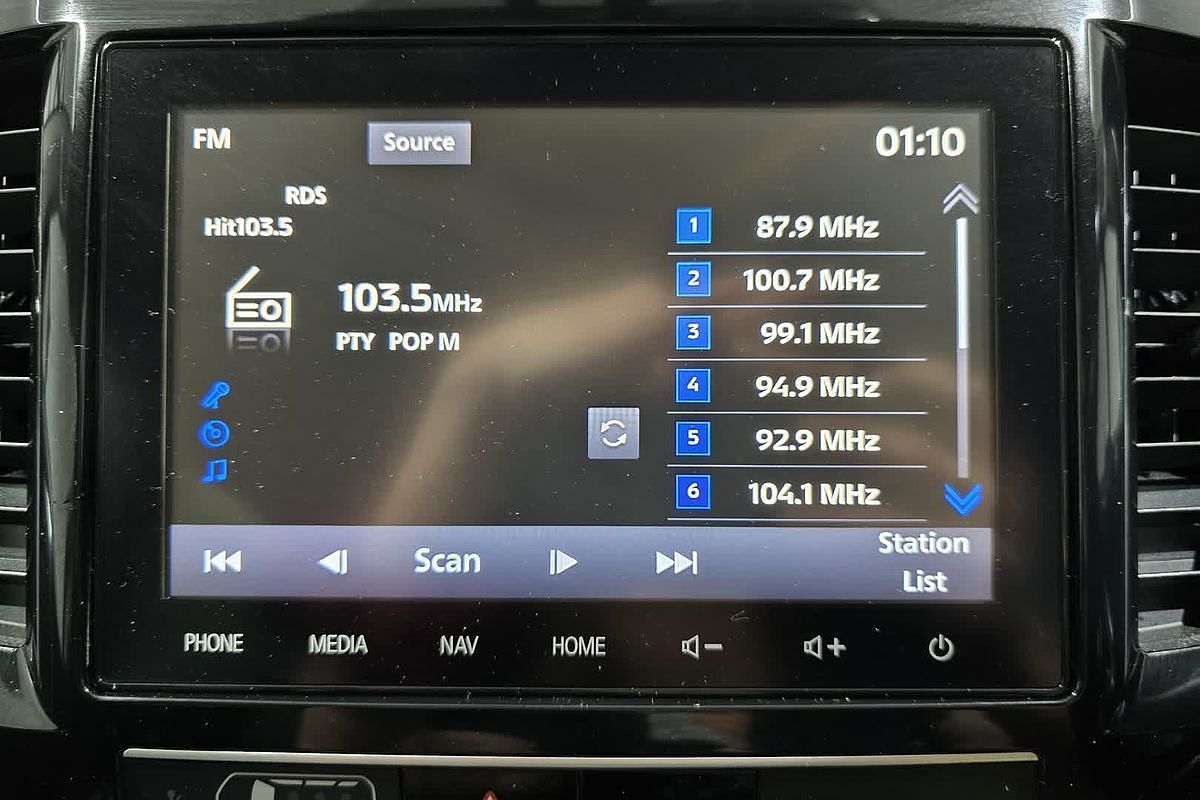 FM
Source
01:10
RDS
Hit103.5
103.5MHz
PTY POP M
1 87.9 MHz
2 100.7 MHz
3 99.1 MHz
4 94.9 MHz
5 92.9 MHz
6 104.1 MHz
Scan
Station
List
PHONE MEDIA NAV HOME